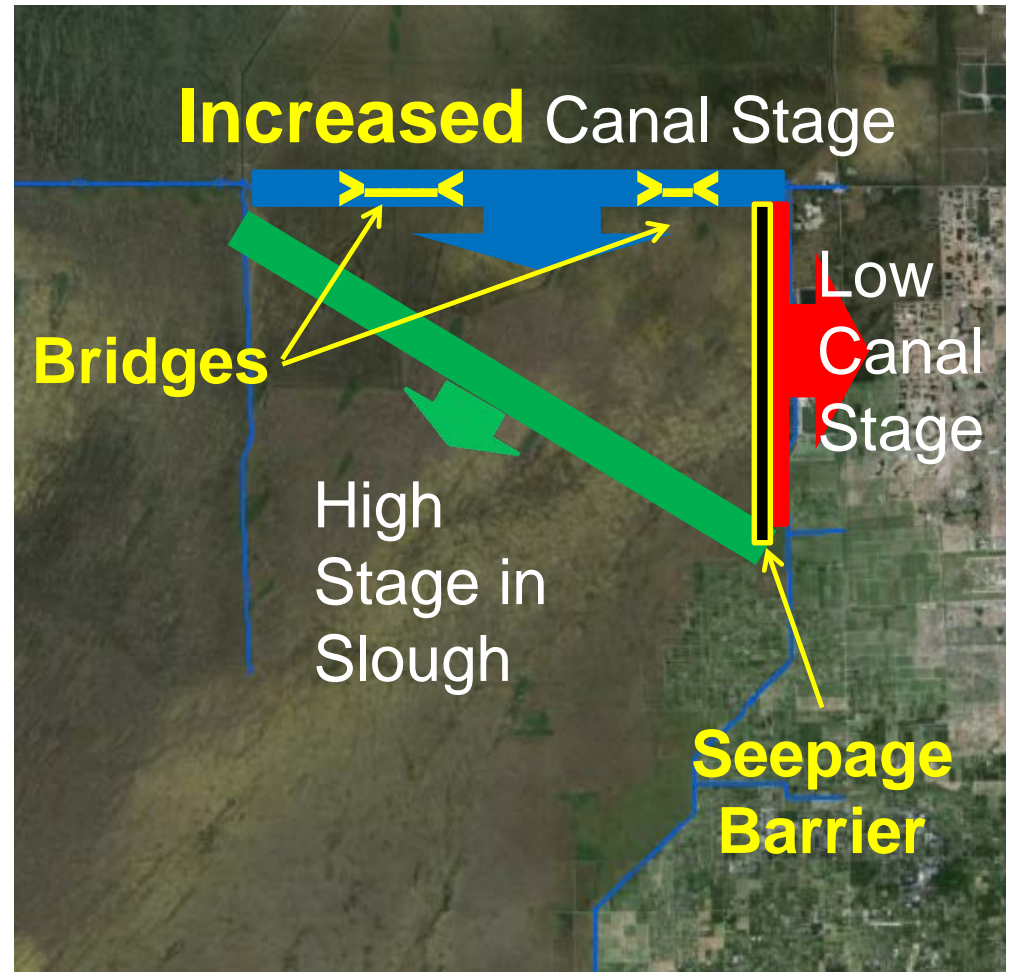 Increased Canal Stage
Low
Canal
Stage
Bridges
High
Stage in
Slough
Seepage
Barrier